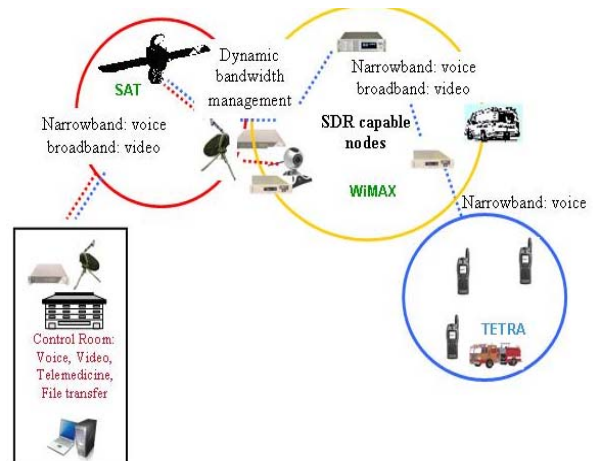 Dynamic
bandwidth
management
SAT
Narrowband: voice
broadband: video
Narrowband: voice
broadband: video
SDR capable
nodes
WiMAX
Narrowband: voice
TETRA
Control Room:
Voice, Video,
Telemedicine,
File transfer